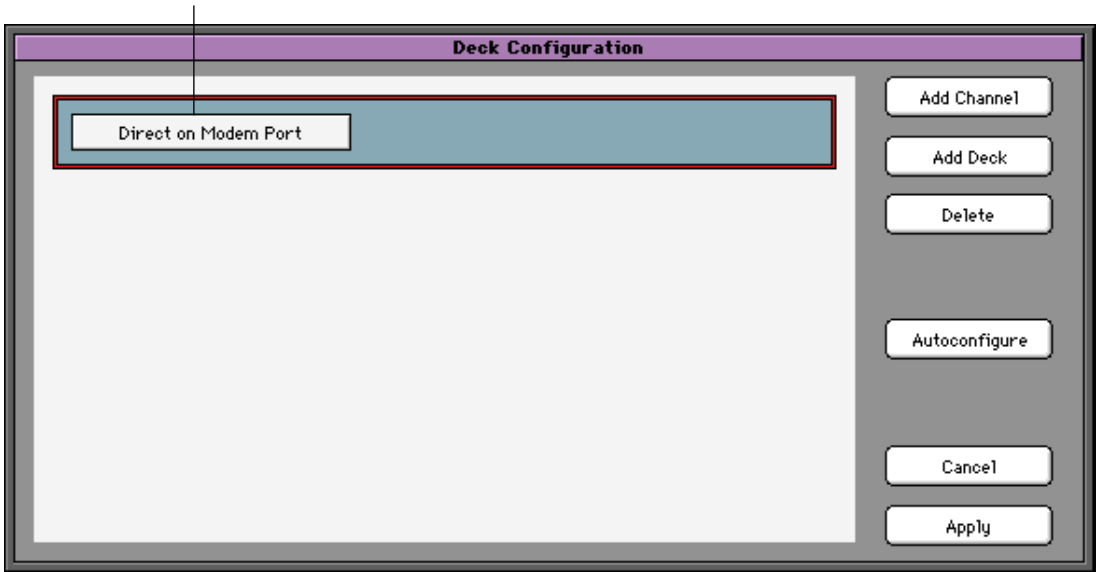 Deck Configuration
Direct on Modem Port
Add Channel
Add Deck
Delete
Autoconfigure
Cancel
Apply